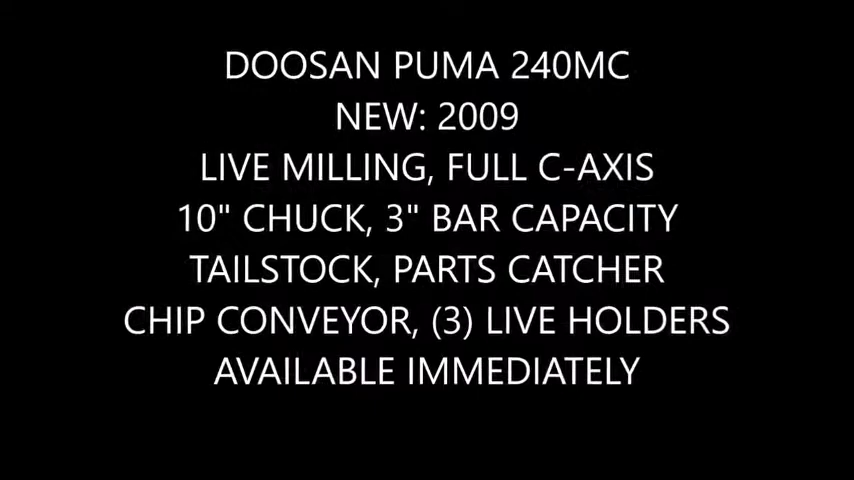 DOOSAN PUMA 240MC
NEW: 2009
LIVE MILLING, FULL C-AXIS
10" CHUCK, 3" BAR CAPACITY
TAILSTOCK, PARTS CATCHER
CHIP CONVEYOR, (3) LIVE HOLDERS
AVAILABLE IMMEDIATELY